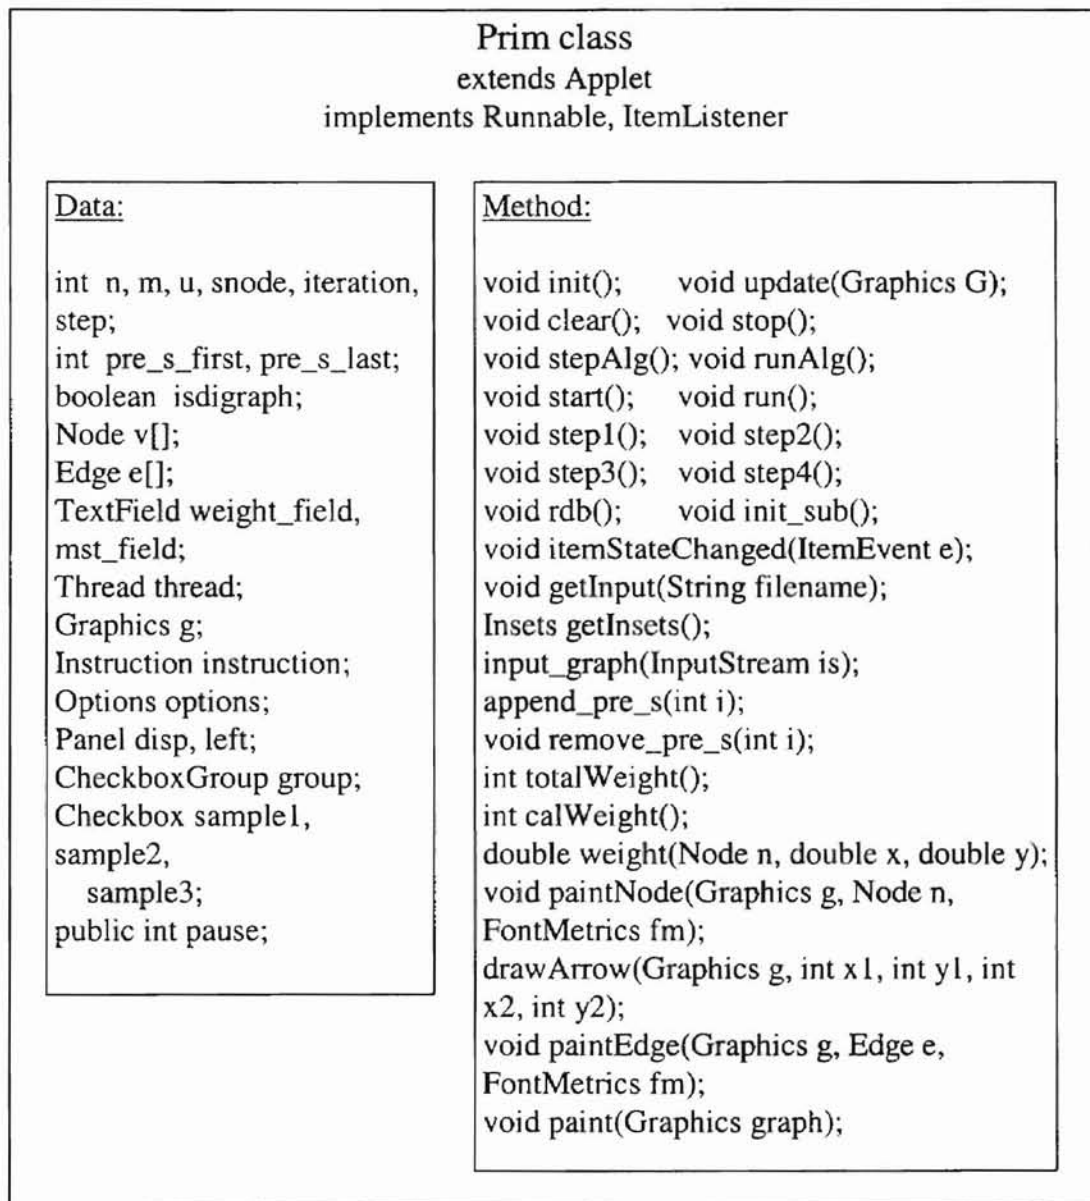 Prim class
extends Applet
implements Runnable, ItemListener
Data:
int n, m, u, snode, iteration,
step;
int pre_s_first, pre_s_last;
boolean isdigraph;
Node v[];
Edge e[];
TextField weight_field,
mst_field;
Thread thread;
Graphics g;
Instruction instruction;
Options options;
Panel disp, left;
CheckboxGroup group;
Checkbox sample1,
sample2,
sample3;
public int pause;
Method:
void init(); void update(Graphics G);
void clear(); void stop();
void stepAlg(); void runAlg();
void start(); void run();
void step1(); void step2();
void step3(); void step4();
void rdb(); void init_sub();
void itemStateChanged(ItemEvent e);
void getInput(String filename);
Insets getInsets();
input_graph(InputStream is);
append_pre_s(int i);
void remove_pre_s(int i);
int totalWeight();
int calWeight();
double weight(Node n, double x, double y);
void paintNode(Graphics g, Node n,
FontMetrics fm);
drawArrow(Graphics g, int x1, int y1, int
x2, int y2);
void paintEdge(Graphics g, Edge e,
FontMetrics fm);
void paint(Graphics graph);